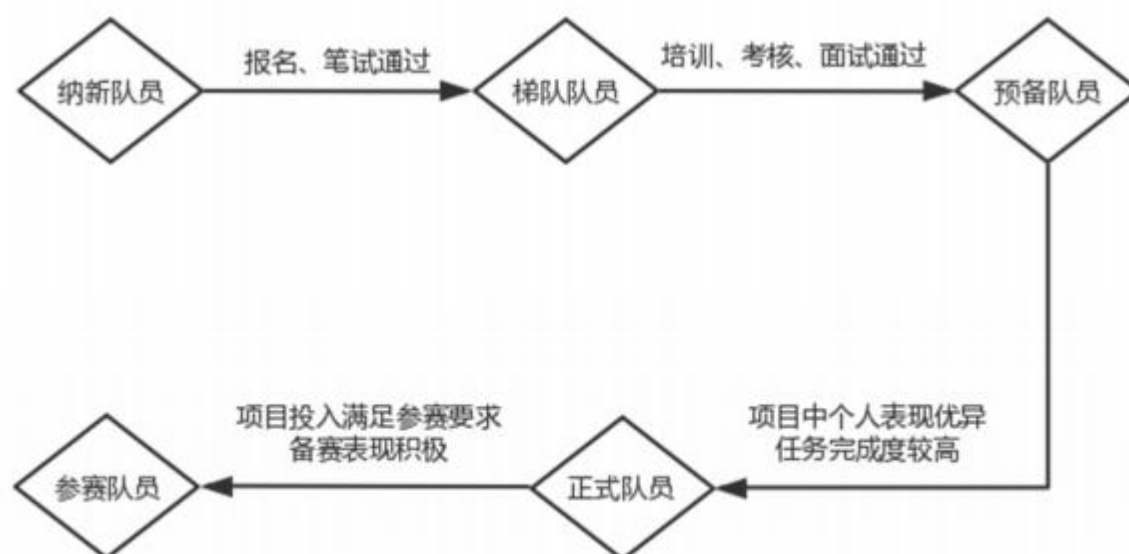 报名、笔试通过
培训、考核、面试通过
纳新队员
梯队队员
预备队员
项目中个人表现优异
任务完成度较高
项目投入满足参赛要求
备赛表现积极
正式队员
参赛队员